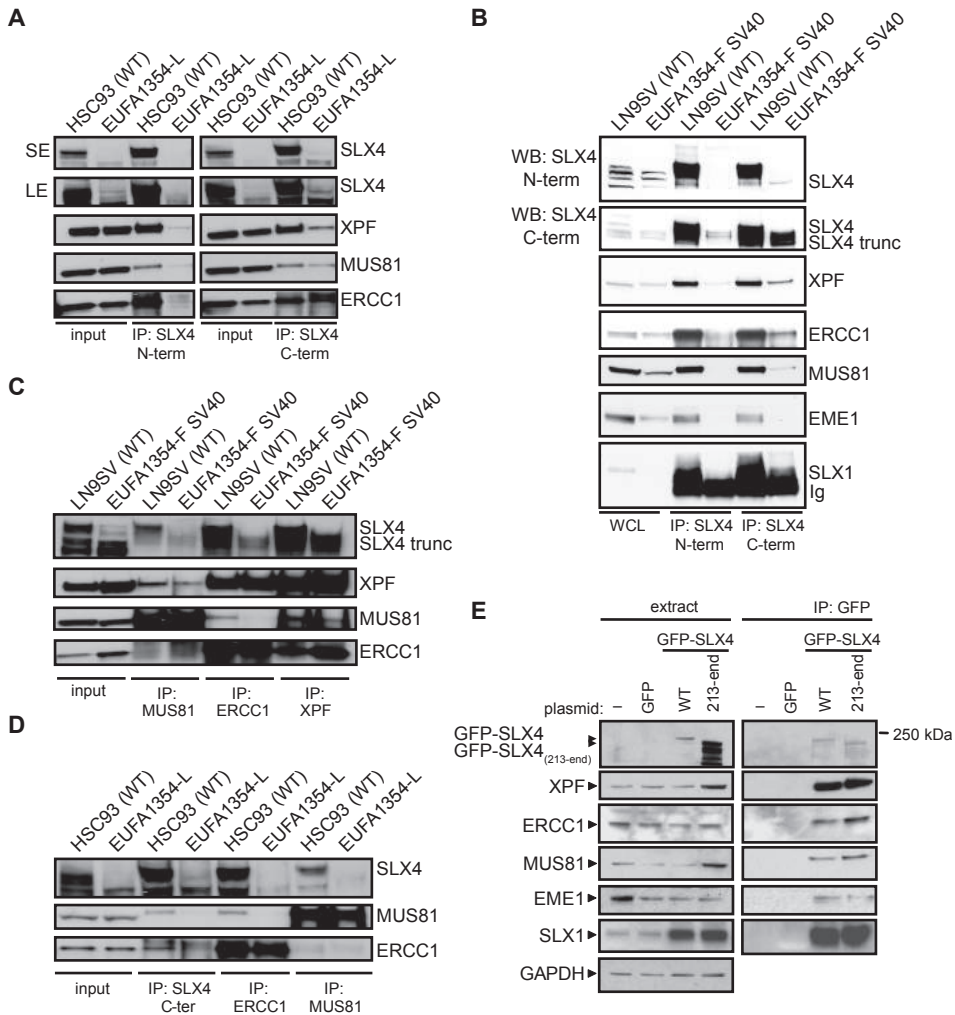 A
HSC93 (WT)
EUFA1354-L
HSC93 (WT)
EUFA1354-L
HSC93 (WT)
EUFA1354-L
HSC93 (WT)
EUFA1354-L
SE
SLX4
LE
SLX4
XPF
MUS81
ERCC1
input
IP: SLX4
N-term
input
IP: SLX4
C-term
B
LN9SV (WT)
EUFA1354-F SV40
LN9SV (WT)
EUFA1354-F SV40
LN9SV (WT)
EUFA1354-F SV40
WB: SLX4
N-term
SLX4
WB: SLX4
C-term
SLX4
SLX4 trunc
XPF
ERCC1
MUS81
EME1
SLX1
Ig
WCL
IP: SLX4
N-term
IP: SLX4
C-term
C
LN9SV (WT)
EUFA1354-F SV40
LN9SV (WT)
EUFA1354-F SV40
LN9SV (WT)
EUFA1354-F SV40
LN9SV (WT)
EUFA1354-F SV40
SLX4
SLX4 trunc
XPF
MUS81
ERCC1
input
IP:
MUS81
IP:
ERCC1
IP:
XPF
D
HSC93 (WT)
EUFA1354-L
HSC93 (WT)
EUFA1354-L
HSC93 (WT)
EUFA1354-L
HSC93 (WT)
EUFA1354-L
SLX4
MUS81
ERCC1
input
IP: SLX4
C-ter
IP:
ERCC1
IP:
MUS81
E
extract
IP: GFP
GFP-SLX4
GFP-SLX4
plasmid:
–
GFP
WT
213-end
–
GFP
WT
213-end
GFP-SLX4
GFP-SLX4(213-end)
250 kDa
XPF
ERCC1
MUS81
EME1
SLX1
GAPDH